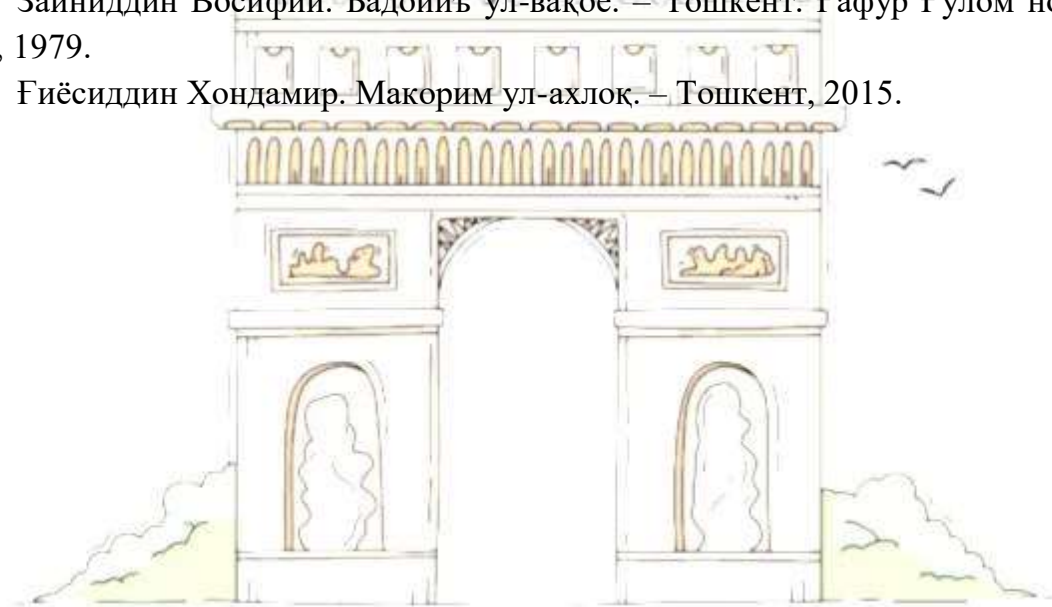 Зайниддин Восифий. Бадойиъ ул-вақое. – Тошкент: Ғафур Ғулом
, 1979.
Ғиёсиддин Хондамир. Макорим ул-ахлоқ. – Тошкент, 2015.